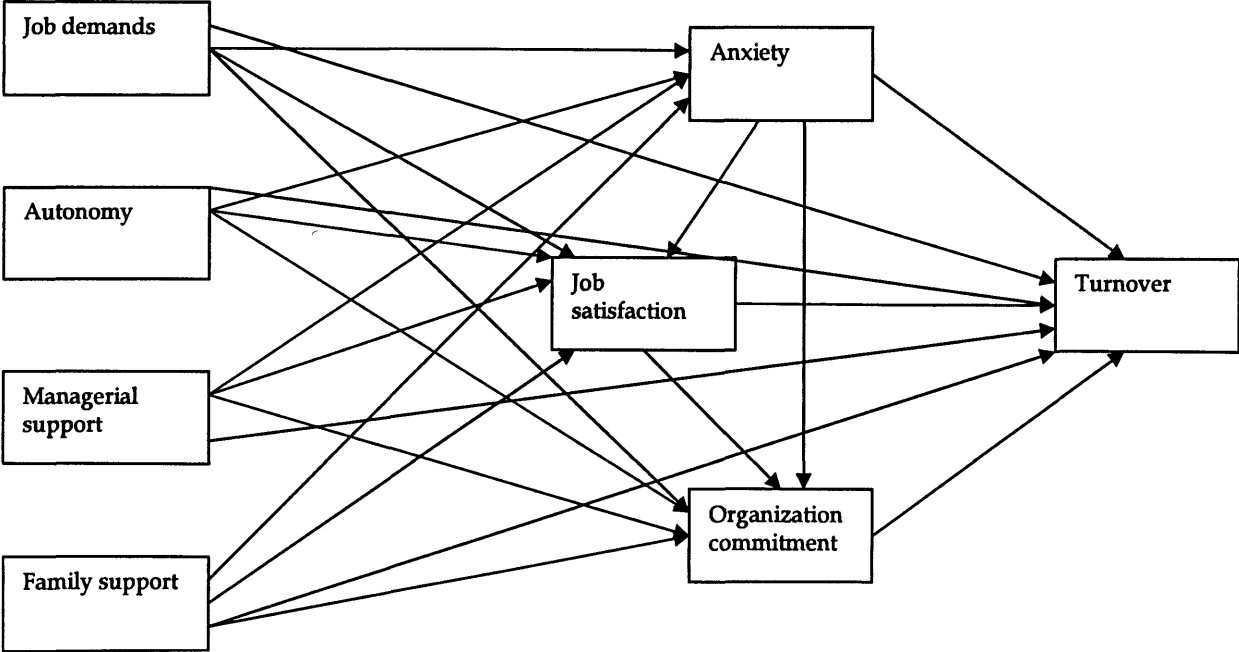 Job demands
Anxiety
Autonomy
Job
satisfaction
Turnover
Managerial
support
Organization
commitment
Family support